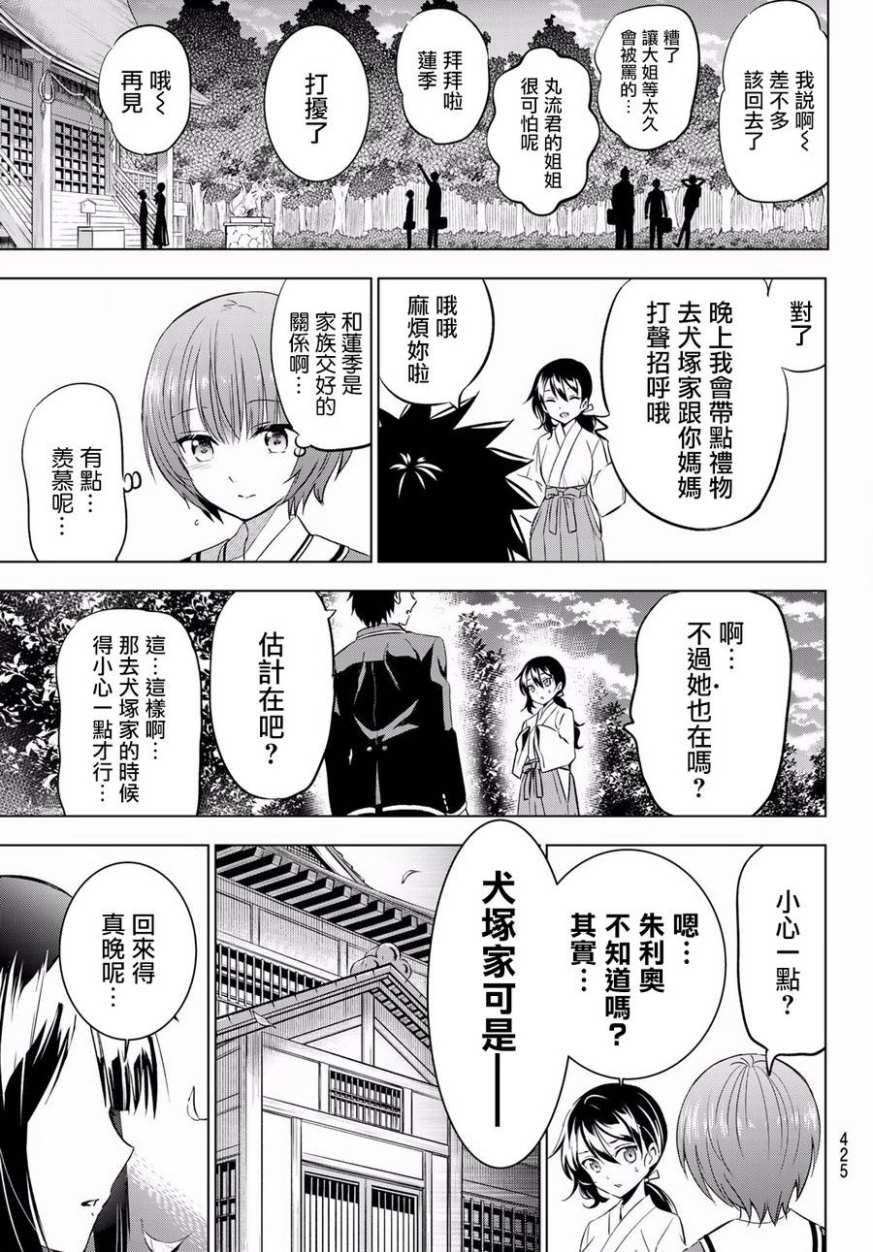 我說啊~
差不多
該回去了
糟了
讓大姐等太久
會被罵的…
丸流君的姐姐
很可怕呢
拜拜啦
蓮季
打擾了
哦~
再見
對了
晚上我會帶點禮物
去犬塚家跟你媽媽
打聲招呼哦
哦哦
麻煩妳啦
和蓮季是
家族交好的
關係啊…
有點…
羨慕呢…
啊…
不過她也在嗎?
估計在吧?
這…這樣啊…
那去犬塚家的時候
得小心一點才行…
小心一點?
嗯…
朱利奧
不知道嗎?
其實…
犬塚家可是——
回來得
真晚呢…
425